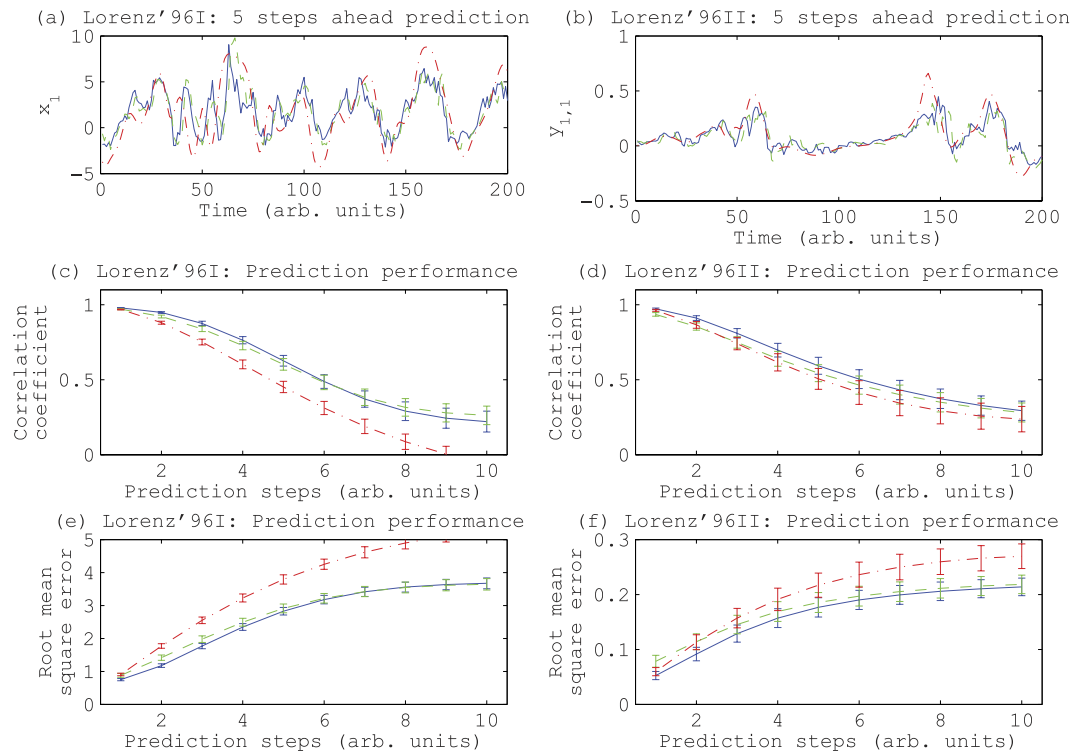 (a) Lorenz'96I: 5 steps ahead prediction
10
5
0
−5
x_1
0
50
100
150
200
Time (arb. units)
(b) Lorenz'96II: 5 steps ahead prediction
1
0.5
0
−0.5
y_1,1
0
50
100
150
200
Time (arb. units)
(c) Lorenz'96I: Prediction performance
1
0.5
0
Correlation
coefficient
2
4
6
8
10
Prediction steps (arb. units)
(d) Lorenz'96II: Prediction performance
1
0.5
0
Correlation
coefficient
2
4
6
8
10
Prediction steps (arb. units)
(e) Lorenz'96I: Prediction performance
5
4
3
2
1
0
Root mean
square error
2
4
6
8
10
Prediction steps (arb. units)
(f) Lorenz'96II: Prediction performance
0.3
0.2
0.1
0
Root mean
square error
2
4
6
8
10
Prediction steps (arb. units)